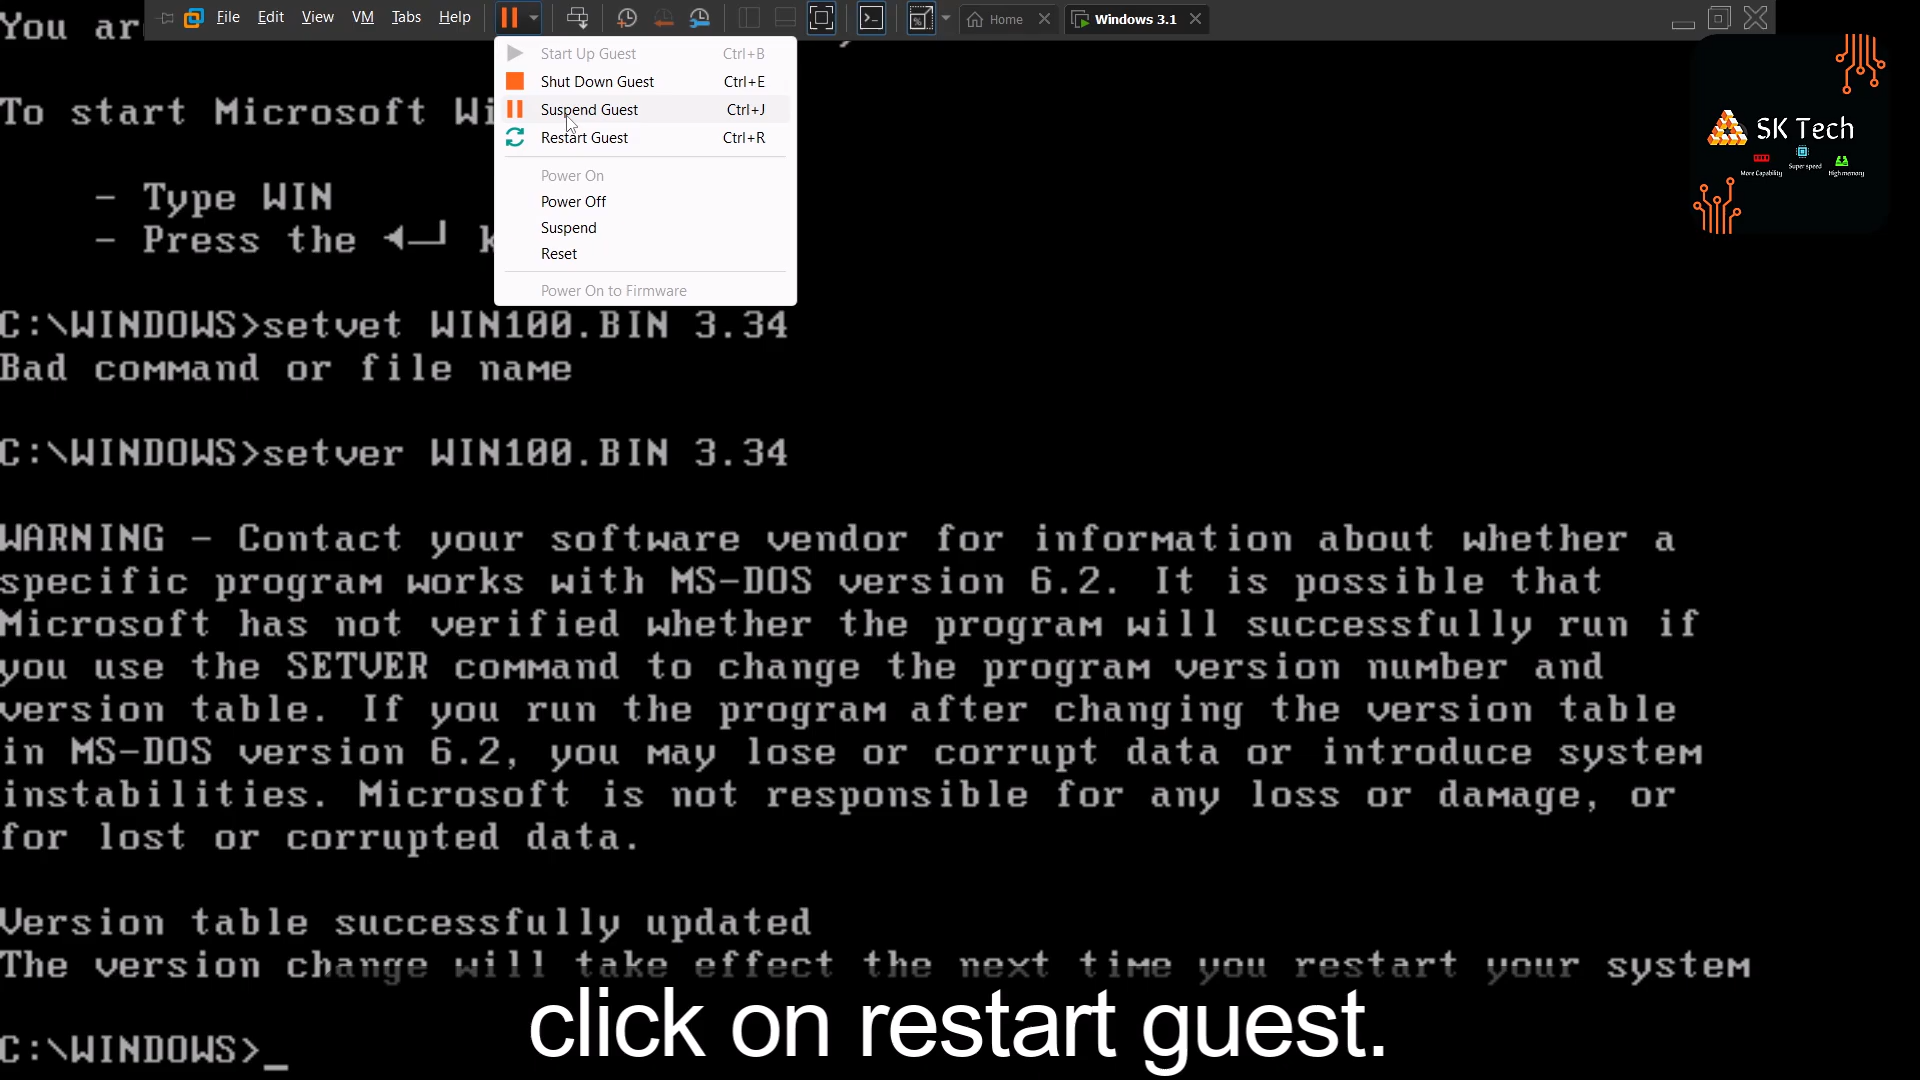 File Edit View VM Tabs Help
Home
Windows 3.1
You ar
Start Up Guest Ctrl+B
Shut Down Guest Ctrl+E
Suspend Guest Ctrl+J
Restart Guest Ctrl+R
Power On
Power Off
Suspend
Reset
Power On to Firmware
SK Tech
More Capability
Super speed
High memory
To start Microsoft Wi
- Type WIN
- Press the ◄─┘ k
C:\WINDOWS>setvet WIN100.BIN 3.34
Bad command or file name
C:\WINDOWS>setver WIN100.BIN 3.34
WARNING - Contact your software vendor for information about whether a
specific program works with MS-DOS version 6.2. It is possible that
Microsoft has not verified whether the program will successfully run if
you use the SETVER command to change the program version number and
version table. If you run the program after changing the version table
in MS-DOS version 6.2, you may lose or corrupt data or introduce system
instabilities. Microsoft is not responsible for any loss or damage, or
for lost or corrupted data.
Version table successfully updated
The version change will take effect the next time you restart your system
C:\WINDOWS>_
click on restart guest.